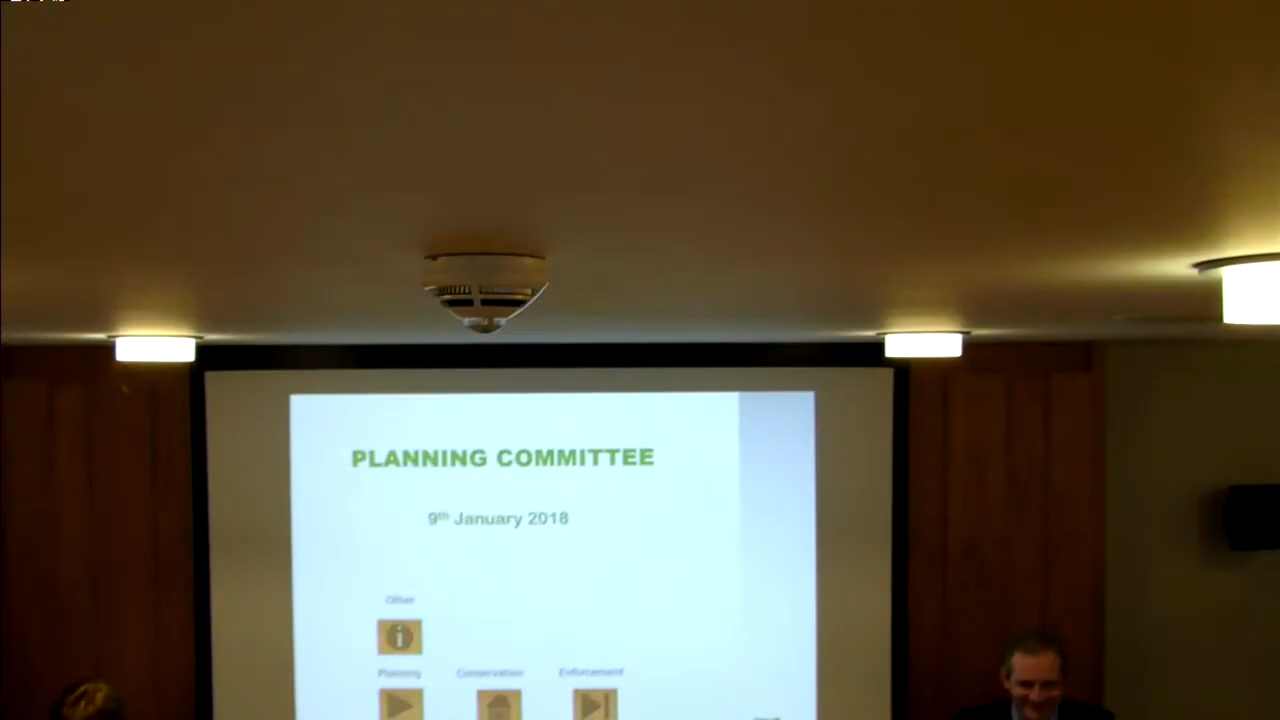 PLANNING COMMITTEE
9th January 2018
Other
Planning Conservation Enforcement